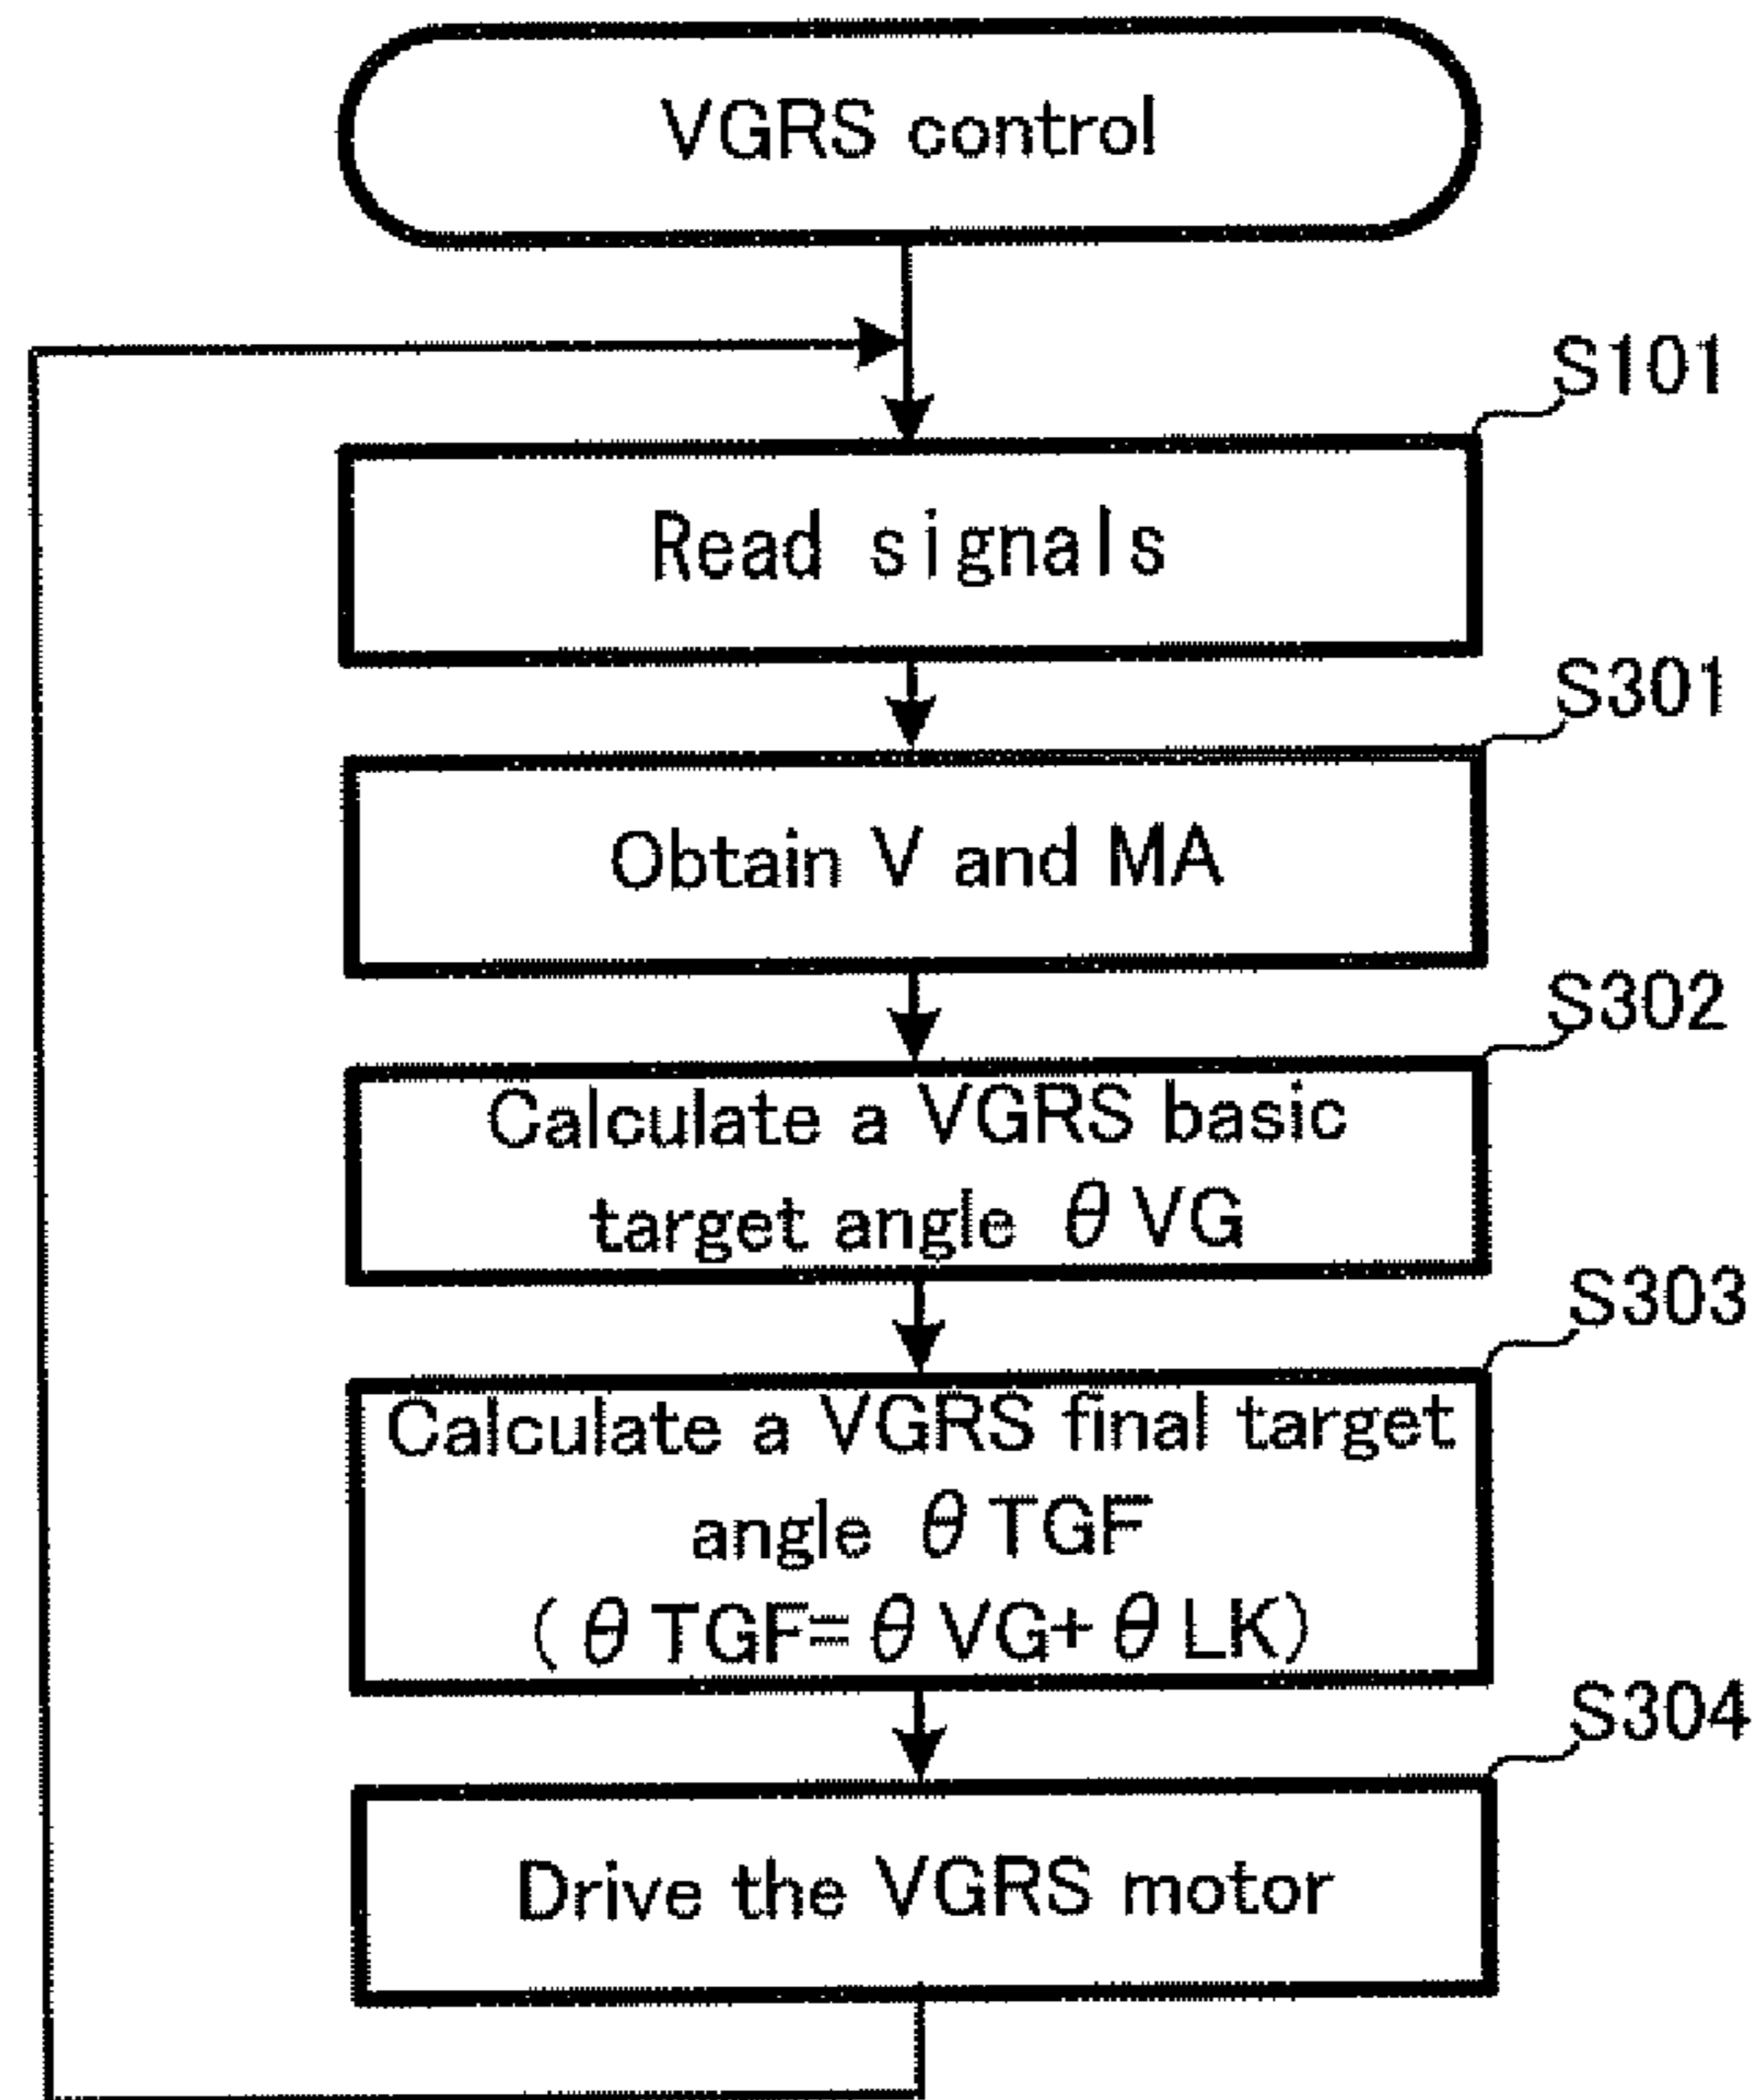 VGRS control
S101
Read signals
S301
Obtain V and MA
S302
Calculate a VGRS basic
target angle θVG
S303
Calculate a VGRS final target
angle θTGF
(θTGF=θVG+θLK)
S304
Drive the VGRS motor